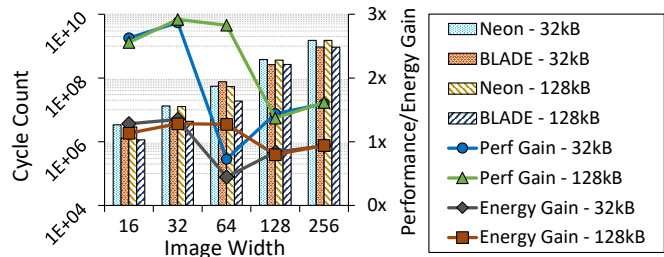 1E+10
1E+08
1E+06
1E+04
Cycle Count
16 32 64 128 256
Image Width
3x
2x
1x
0x
Performance/Energy Gain
Neon - 32kB
BLADE - 32kB
Neon - 128kB
BLADE - 128kB
Perf Gain - 32kB
Perf Gain - 128kB
Energy Gain - 32kB
Energy Gain - 128kB